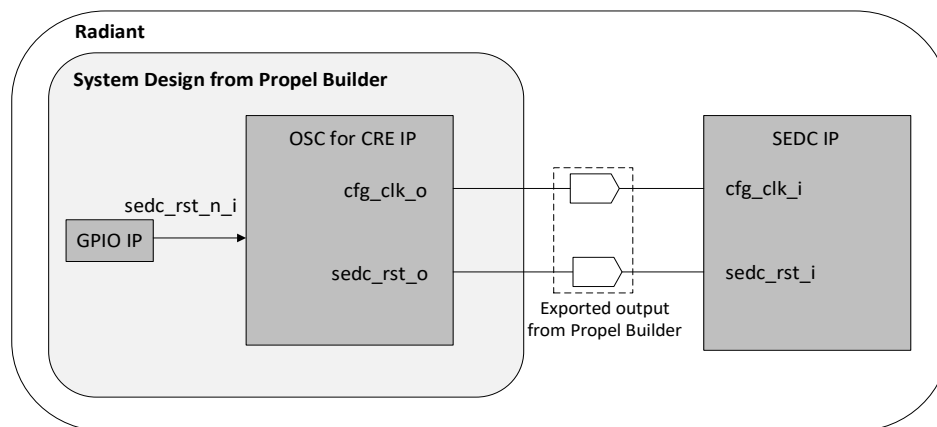 Radiant
System Design from Propel Builder
OSC for CRE IP
SEDC IP
cfg_clk_o
cfg_clk_i
sedc_rst_n_i
GPIO IP
sedc_rst_o
sedc_rst_i
Exported output
from Propel Builder